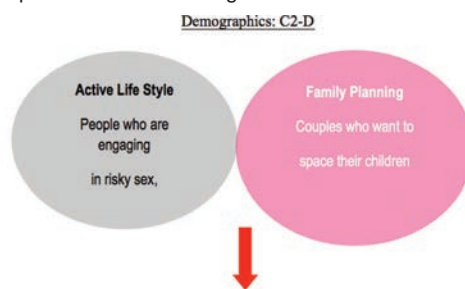 Demographics: C2-D
Active Life Style
People who are
engaging
in risky sex,
Family Planning
Couples who want to
space their children